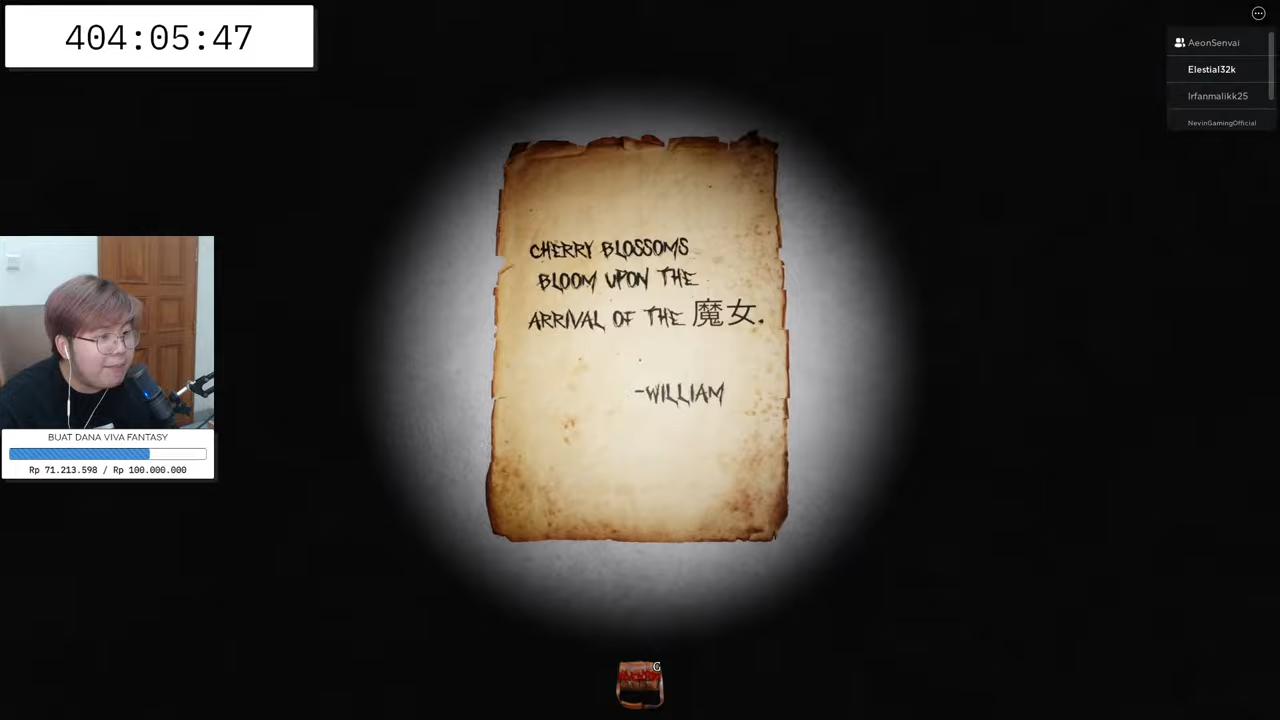 404:05:47
AeonSenvai
Elestial32k
Irfanmalikk25
NevinGamingOfficial
CHERRY BLOSSOMS
BLOOM UPON THE
ARRIVAL OF THE 魔女.
-WILLIAM
BUAT DANA VIVA FANTASY
Rp 71.213.598 / Rp 100.000.000
G